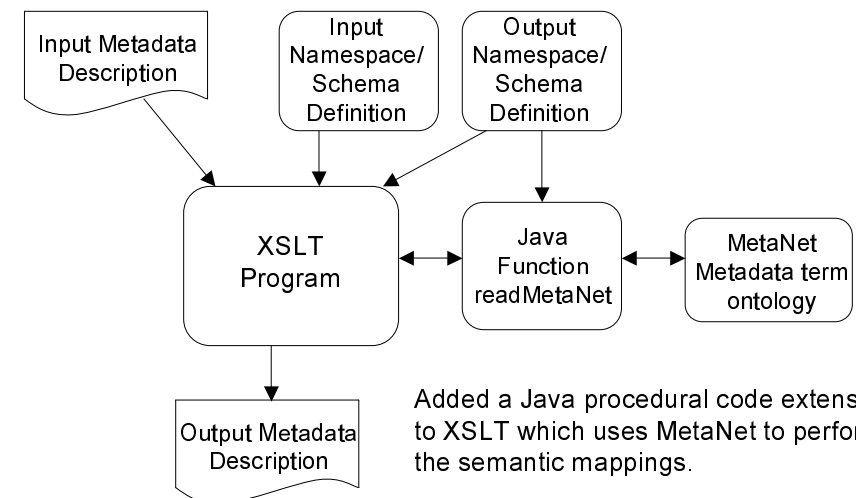 Input Metadata
Description
Input
Namespace/
Schema
Definition
Output
Namespace/
Schema
Definition
XSLT
Program
Java
Function
readMetaNet
MetaNet
Metadata term
ontology
Output Metadata
Description
Added a Java procedural code extens
to XSLT which uses MetaNet to perfor
the semantic mappings.